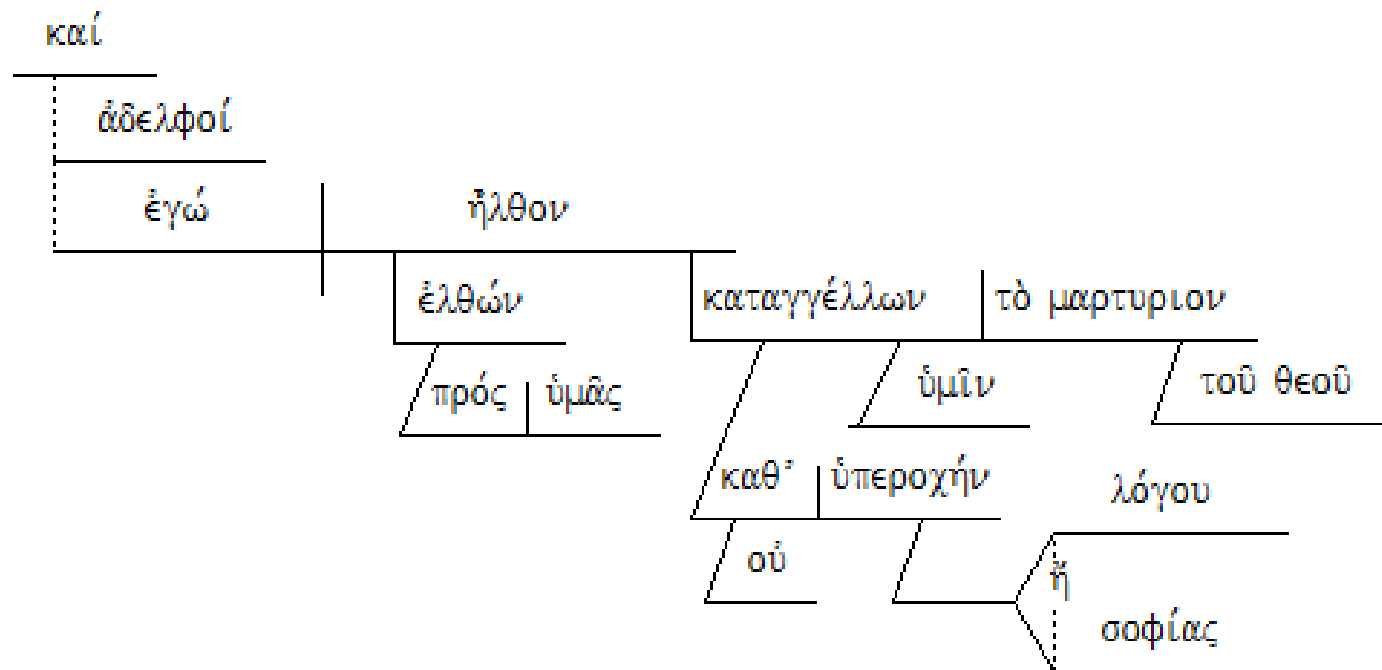 καί
ἀδελφοί
ἐγώ ἦλθον
ἐλθών καταγγέλλων τὸ μαρτυριον
πρός ὑμᾶς ὑμῖν τοῦ θεοῦ
καθ’ ὑπεροχήν λόγου
οὐ ἤ
σοφίας